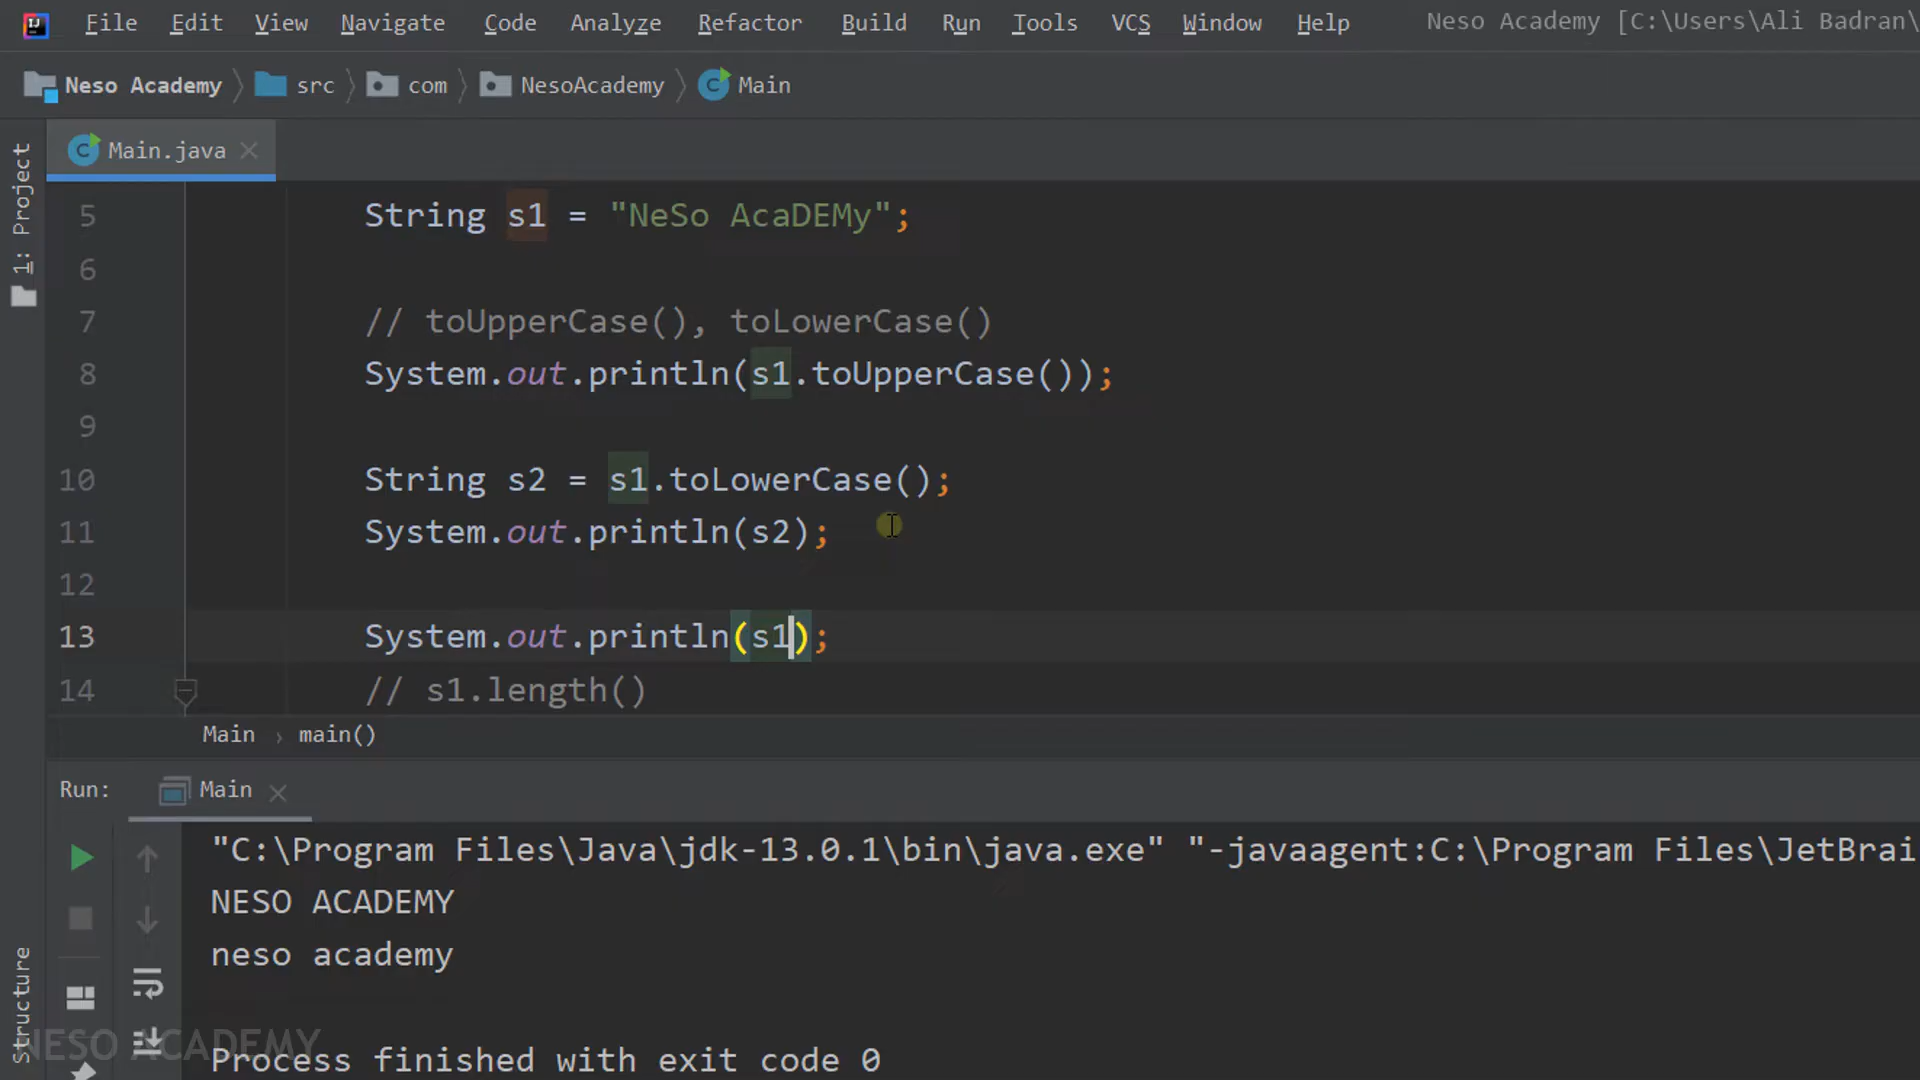 File Edit View Navigate Code Analyze Refactor Build Run Tools VCS Window Help Neso Academy [C:\Users\Ali Badran\
Neso Academy src com NesoAcademy Main
Main.java
1: Project
5 String s1 = "NeSo AcaDEMy";
6
7 // toUpperCase(), toLowerCase()
8 System.out.println(s1.toUpperCase());
9
10 String s2 = s1.toLowerCase();
11 System.out.println(s2);
12
13 System.out.println(s1);
14 // s1.length()
Main › main()
Run: Main
"C:\Program Files\Java\jdk-13.0.1\bin\java.exe" "-javaagent:C:\Program Files\JetBrai
NESO ACADEMY
neso academy
Structure
NESO ACADEMY
Process finished with exit code 0